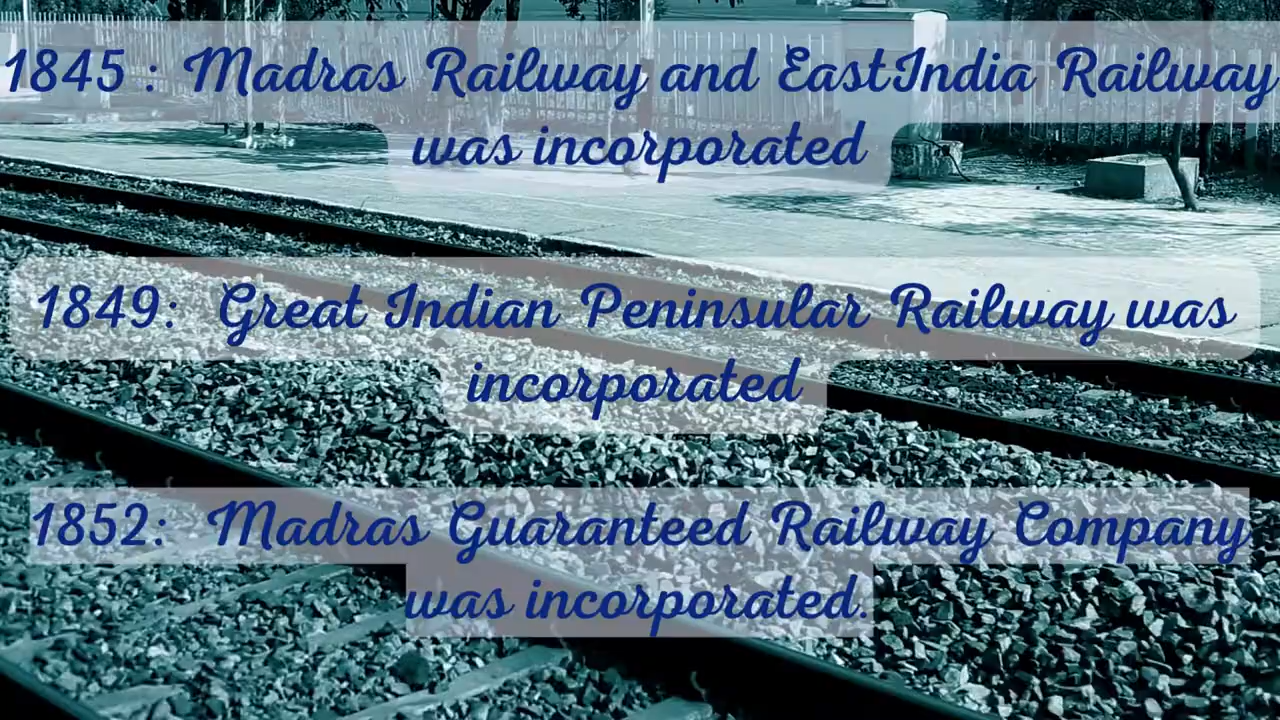 1845 : Madras Railway and EastIndia Railway
was incorporated
1849: Great Indian Peninsular Railway was
incorporated
1852: Madras Guaranteed Railway Company
was incorporated.